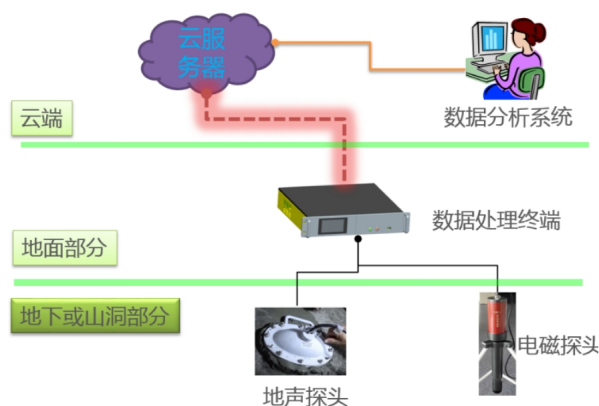 云服
务器
云端
数据分析系统
数据处理终端
地面部分
地下或山洞部分
电磁探头
地声探头